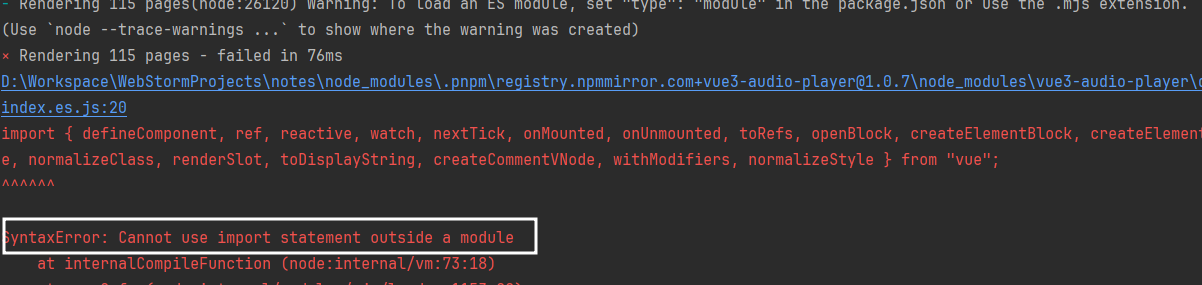 - Rendering 115 pages(node:26120) Warning: To load an ES module, set "type": "module" in the package.json or use the .mjs extension.
(Use `node --trace-warnings ...` to show where the warning was created)
× Rendering 115 pages - failed in 76ms
D:\Workspace\WebStormProjects\notes\node_modules\.pnpm\registry.npmmirror.com+vue3-audio-player@1.0.7\node_modules\vue3-audio-player\
index.es.js:20
import { defineComponent, ref, reactive, watch, nextTick, onMounted, onUnmounted, toRefs, openBlock, createElementBlock, createElement
e, normalizeClass, renderSlot, toDisplayString, createCommentVNode, withModifiers, normalizeStyle } from "vue";
^^^^^^
SyntaxError: Cannot use import statement outside a module
at internalCompileFunction (node:internal/vm:73:18)